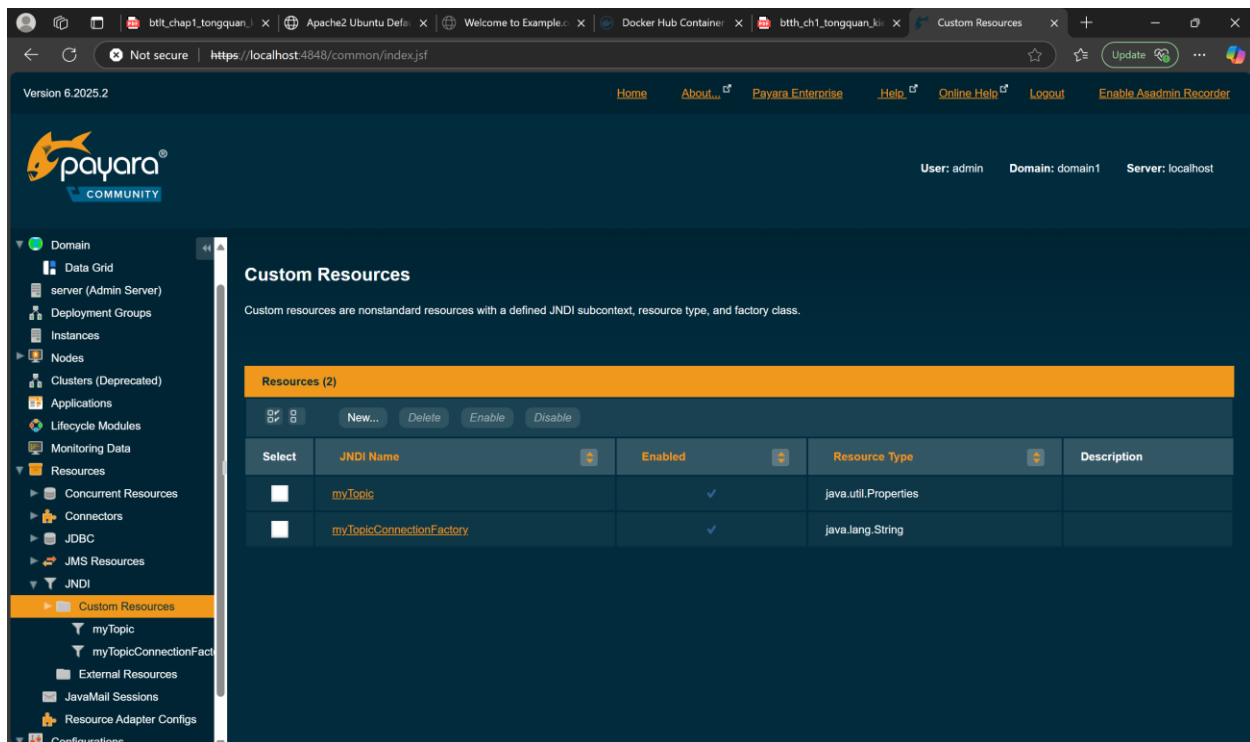 btlt_chap1_tongquan_
Apache2 Ubuntu Defa
Welcome to Example.c
Docker Hub Container
btth_ch1_tongquan_kie
Custom Resources
Not secure
https://localhost:4848/common/index.jsf
Update
Version 6.2025.2
Home
About...
Payara Enterprise
Help
Online Help
Logout
Enable Asadmin Recorder
payara®
COMMUNITY
User: admin
Domain: domain1
Server: localhost
Domain
Data Grid
server (Admin Server)
Deployment Groups
Instances
Nodes
Clusters (Deprecated)
Applications
Lifecycle Modules
Monitoring Data
Resources
Concurrent Resources
Connectors
JDBC
JMS Resources
JNDI
Custom Resources
myTopic
myTopicConnectionFact
External Resources
JavaMail Sessions
Resource Adapter Configs
Configurations
Custom Resources
Custom resources are nonstandard resources with a defined JNDI subcontext, resource type, and factory class.
Resources (2)
New... Delete Enable Disable
Select JNDI Name Enabled Resource Type Description
myTopic java.util.Properties
myTopicConnectionFactory java.lang.String